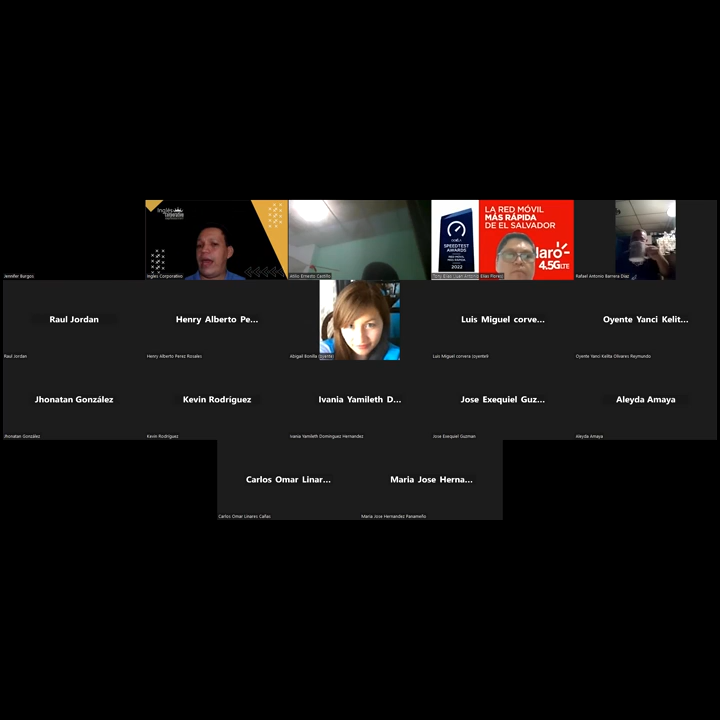 Inglés
Corporativo
LA RED MÓVIL
MÁS RÁPIDA
DE EL SALVADOR
SPEEDTEST
AWARDS
2022
Claro
4.5G LTE
Jennifer Burgos
Inglés Corporativo
Atilio Ernesto Castillo
Rafael Antonio Barrera Díaz
Raul Jordan
Henry Alberto Pe...
Luis Miguel corve...
Oyente Yanci Kelit...
Raul Jordan
Henry Alberto Perez Rosales
Abigail Bonilla (oyente)
Luis Miguel corvera (oyente)
Oyente Yanci Kelita Olivares Reymundo
Jhonatan González
Kevin Rodríguez
Ivania Yamileth D...
Jose Exequiel Guz...
Aleyda Amaya
Jhonatan González
Kevin Rodríguez
Ivania Yamileth Dominguez Hernandez
Jose Exequiel Guzman
Aleyda Amaya
Carlos Omar Linar...
Maria Jose Herna...
Carlos Omar Linares Cañas
Maria Jose Hernandez Panameño